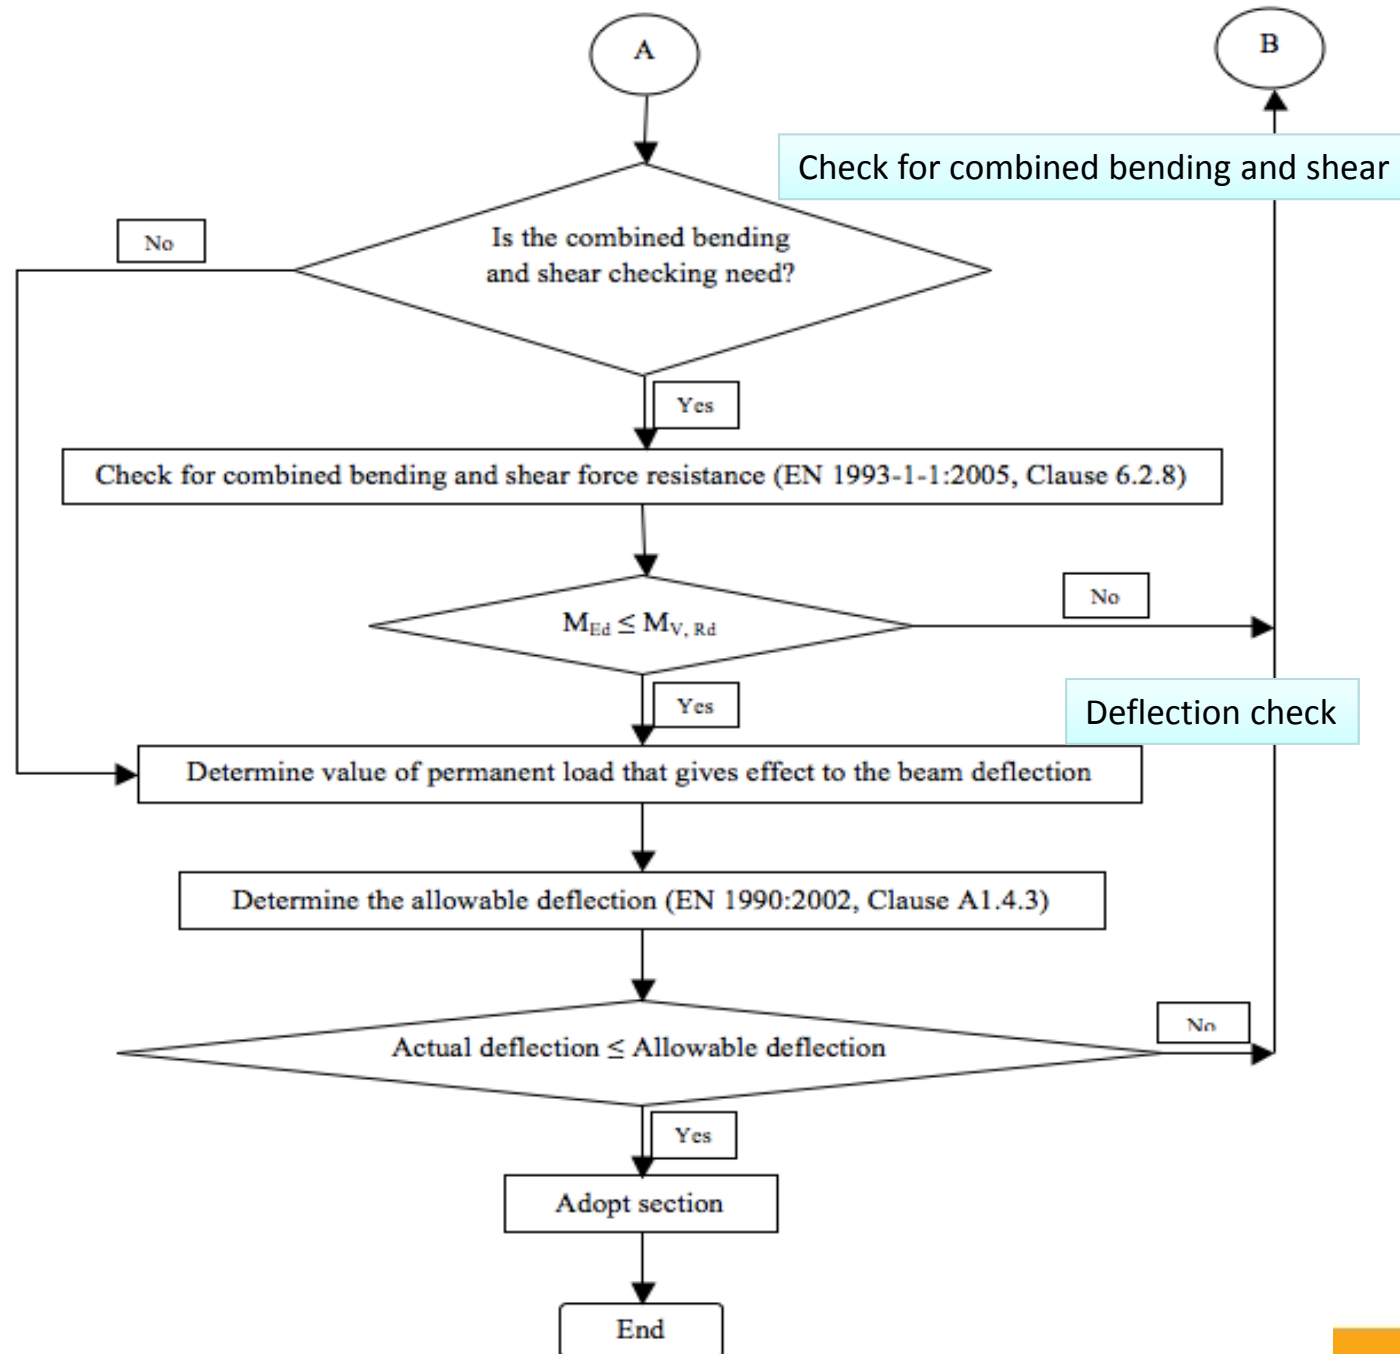 A
B
Check for combined bending and shear
No
Is the combined bending
and shear checking need?
Yes
Check for combined bending and shear force resistance (EN 1993-1-1:2005, Clause 6.2.8)
M_Ed ≤ M_V, Rd
No
Yes
Deflection check
Determine value of permanent load that gives effect to the beam deflection
Determine the allowable deflection (EN 1990:2002, Clause A1.4.3)
No
Actual deflection ≤ Allowable deflection
Yes
Adopt section
End